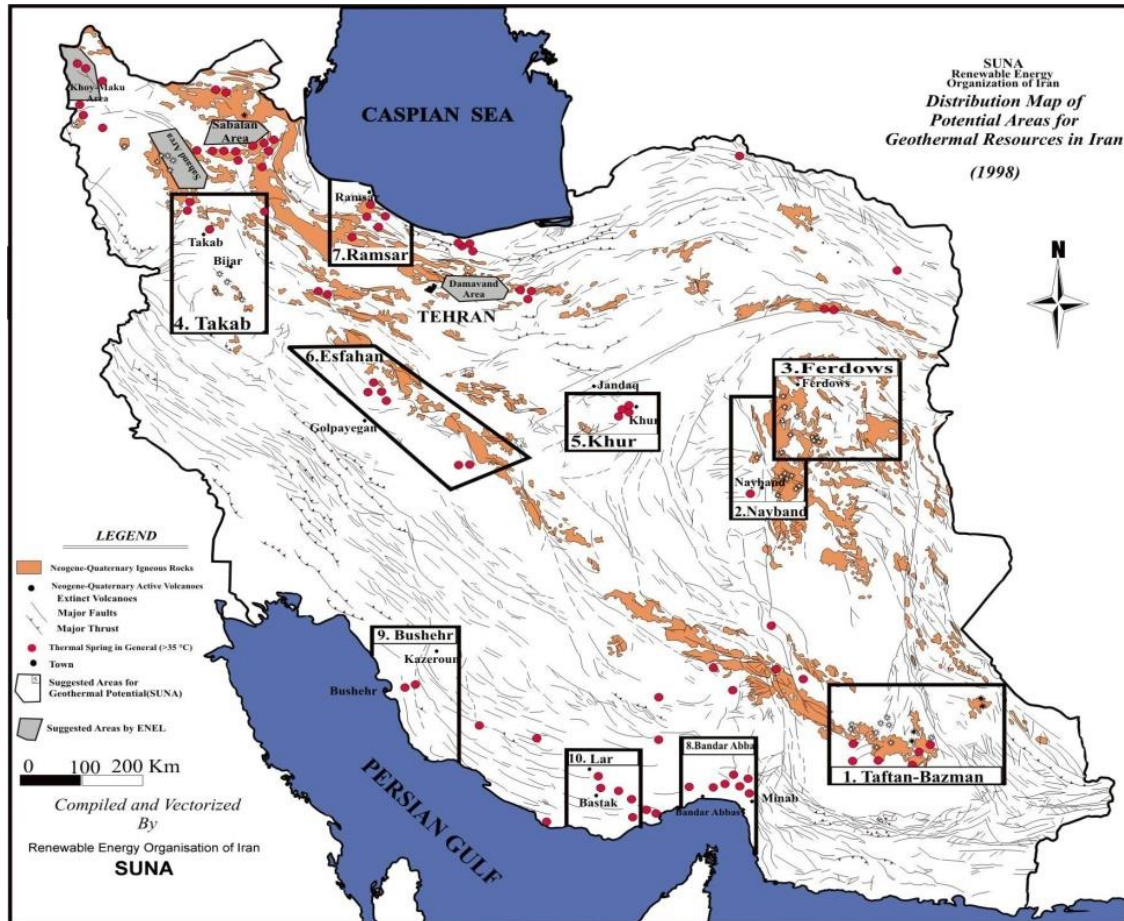 SUNA
Renewable Energy
Organization of Iran
Distribution Map of
Potential Areas for
Geothermal Resources in Iran
(1998)
N
CASPIAN SEA
Khoy-Maku
Area
Sabalan
Area
Sahand Area
Ramsar
7.Ramsar
Takab
Bijar
4. Takab
Damavand
Area
TEHRAN
6.Esfahan
Golpayegan
Jandaq
Khur
5.Khur
3.Ferdows
Ferdows
Nayband
2.Nayband
9. Bushehr
Kazeroun
Bushehr
PERSIAN GULF
10. Lar
Bastak
8.Bandar Abba
Bandar Abbas
Minab
1. Taftan-Bazman
LEGEND
Neogene-Quaternary Igneous Rocks
Neogene-Quaternary Active Volcanoes
Extinct Volcanoes
Major Faults
Major Thrust
Thermal Spring in General (>35 °C)
Town
Suggested Areas for
Geothermal Potential(SUNA)
Suggested Areas by ENEL
0 100 200 Km
Compiled and Vectorized
By
Renewable Energy Organisation of Iran
SUNA